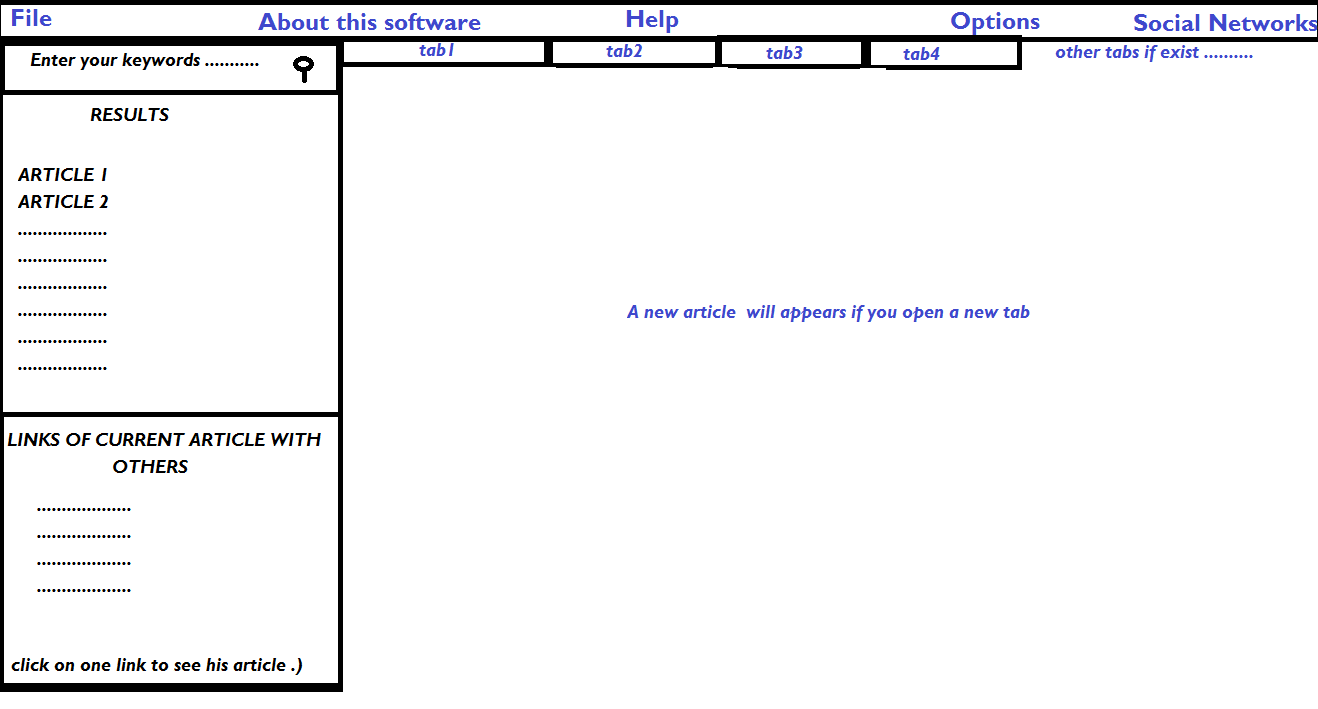 File About this software Help Options Social Networks
tab1 tab2 tab3 tab4 other tabs if exist ..........
Enter your keywords ...........
RESULTS
ARTICLE 1
ARTICLE 2
..................
..................
..................
..................
..................
..................
A new article will appears if you open a new tab
LINKS OF CURRENT ARTICLE WITH
OTHERS
...................
...................
...................
...................
click on one link to see his article .)